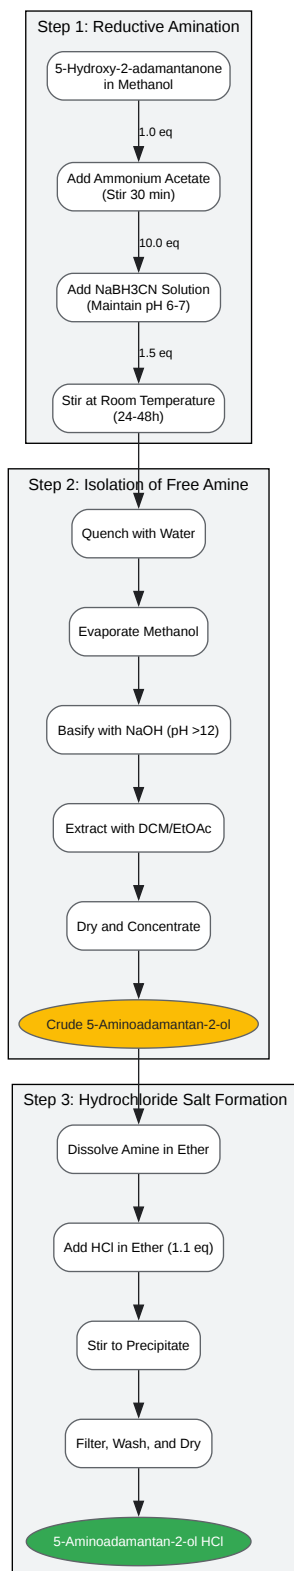 Step 1: Reductive Amination
5-Hydroxy-2-adamantanone
in Methanol
1.0 eq
Add Ammonium Acetate
(Stir 30 min)
10.0 eq
Add NaBH3CN Solution
(Maintain pH 6-7)
1.5 eq
Stir at Room Temperature
(24-48h)
Step 2: Isolation of Free Amine
Quench with Water
Evaporate Methanol
Basify with NaOH (pH >12)
Extract with DCM/EtOAc
Dry and Concentrate
Crude 5-Aminoadamantan-2-ol
Step 3: Hydrochloride Salt Formation
Dissolve Amine in Ether
Add HCl in Ether (1.1 eq)
Stir to Precipitate
Filter, Wash, and Dry
5-Aminoadamantan-2-ol HCl